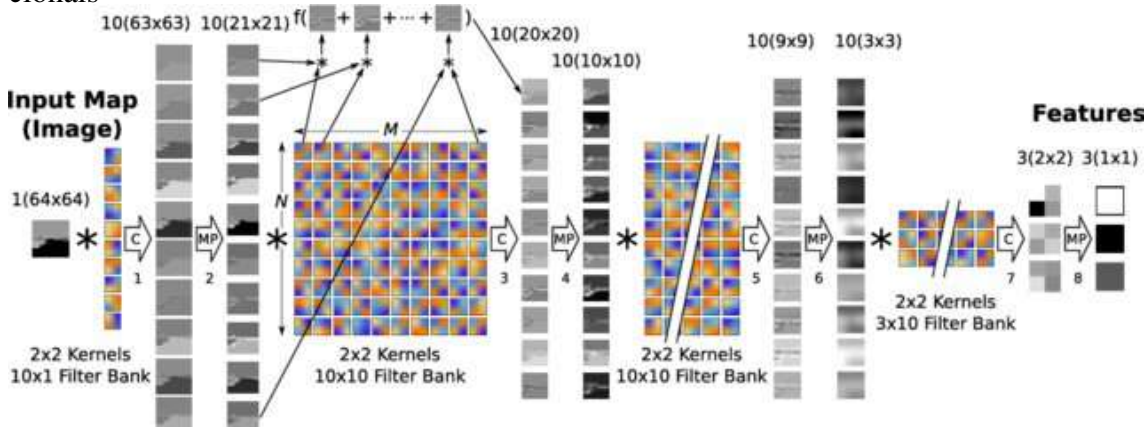 cionals
10(63x63) 10(21x21) f( + + ... + )
10(20x20)
10(10x10)
10(9x9) 10(3x3)
Input Map
(Image)
Features
M
N
1(64x64)
3(2x2) 3(1x1)
* * * *
* * * *
C MP C MP C MP C MP
1 2 3 4 5 6 7 8
2x2 Kernels
10x1 Filter Bank
2x2 Kernels
10x10 Filter Bank
2x2 Kernels
10x10 Filter Bank
2x2 Kernels
3x10 Filter Bank